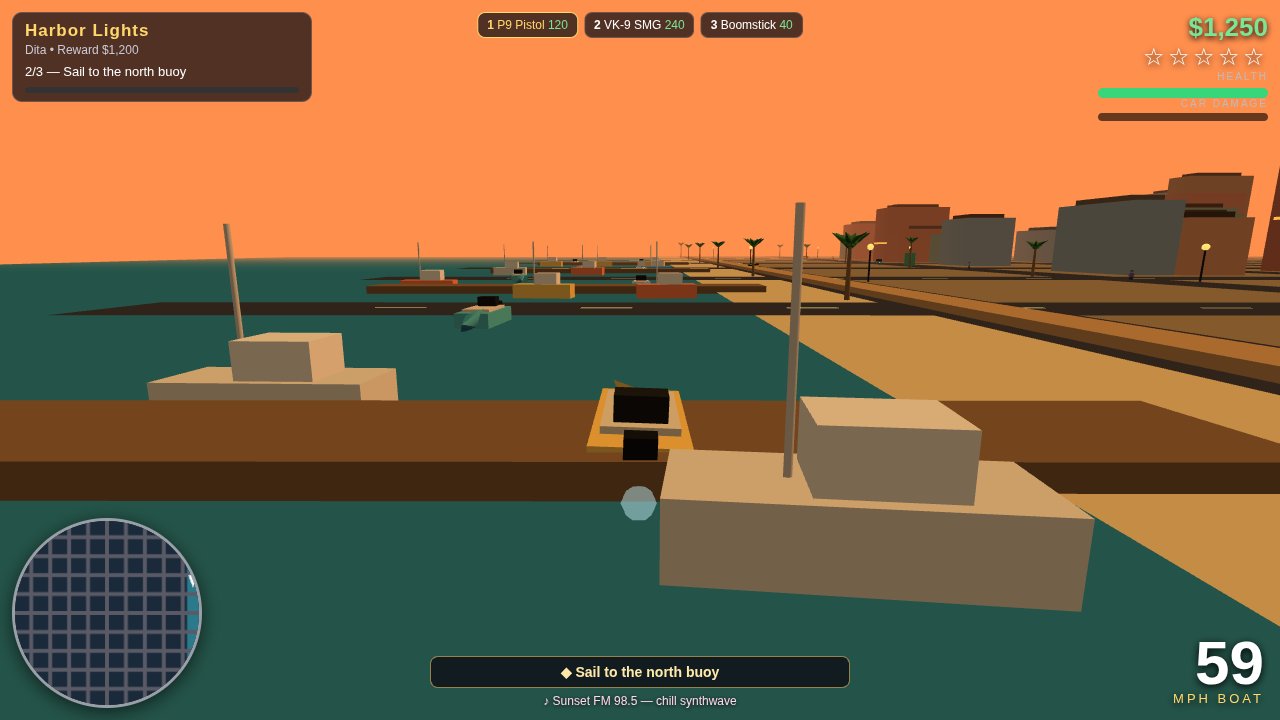 Harbor Lights
Dita • Reward $1,200
2/3 — Sail to the north buoy
1 P9 Pistol 120
2 VK-9 SMG 240
3 Boomstick 40
$1,250
☆☆☆☆☆
HEALTH
CAR DAMAGE
◆ Sail to the north buoy
♪ Sunset FM 98.5 — chill synthwave
59
MPH BOAT